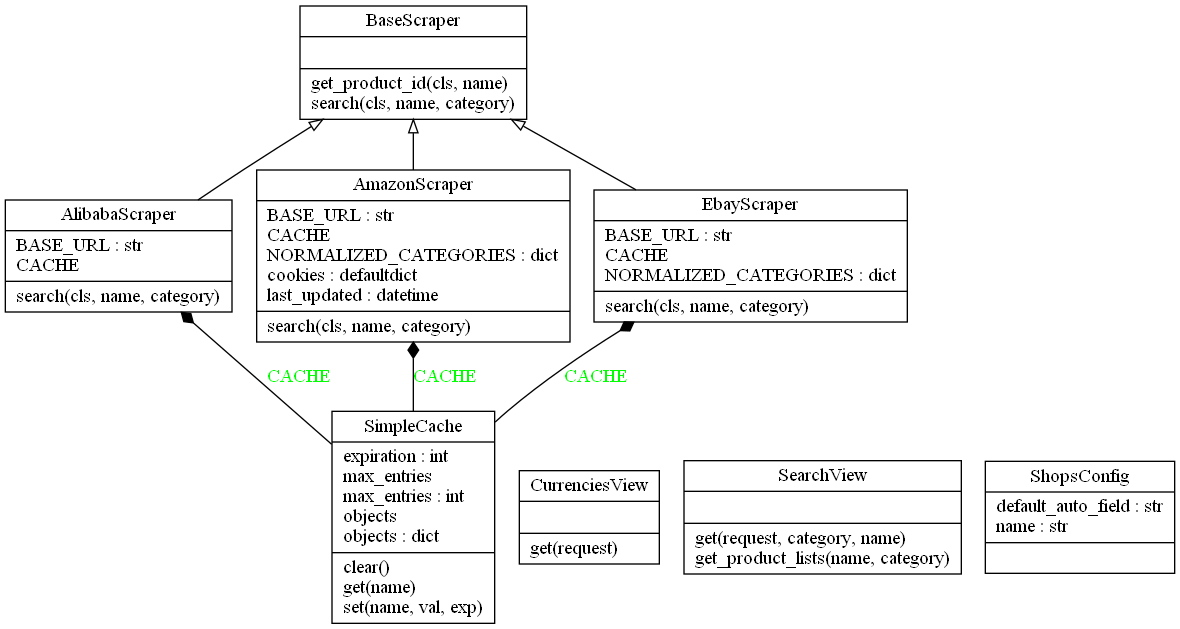 BaseScraper
get_product_id(cls, name)
search(cls, name, category)
AlibabaScraper
BASE_URL : str
CACHE
search(cls, name, category)
AmazonScraper
BASE_URL : str
CACHE
NORMALIZED_CATEGORIES : dict
cookies : defaultdict
last_updated : datetime
search(cls, name, category)
EbayScraper
BASE_URL : str
CACHE
NORMALIZED_CATEGORIES : dict
search(cls, name, category)
CACHE
CACHE
CACHE
SimpleCache
expiration : int
max_entries
max_entries : int
objects
objects : dict
clear()
get(name)
set(name, val, exp)
CurrenciesView
get(request)
SearchView
get(request, category, name)
get_product_lists(name, category)
ShopsConfig
default_auto_field : str
name : str